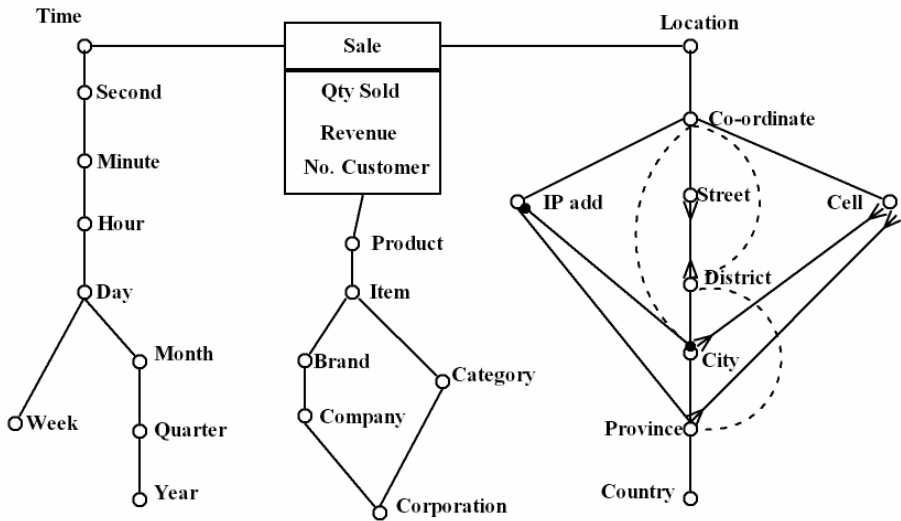 Time
Sale
Location
Second
Qty Sold
Co-ordinate
Revenue
Minute
No. Customer
IP add
Street
Cell
Hour
Product
District
Day
Item
Month
Brand
City
Category
Week
Company
Quarter
Province
Year
Corporation
Country